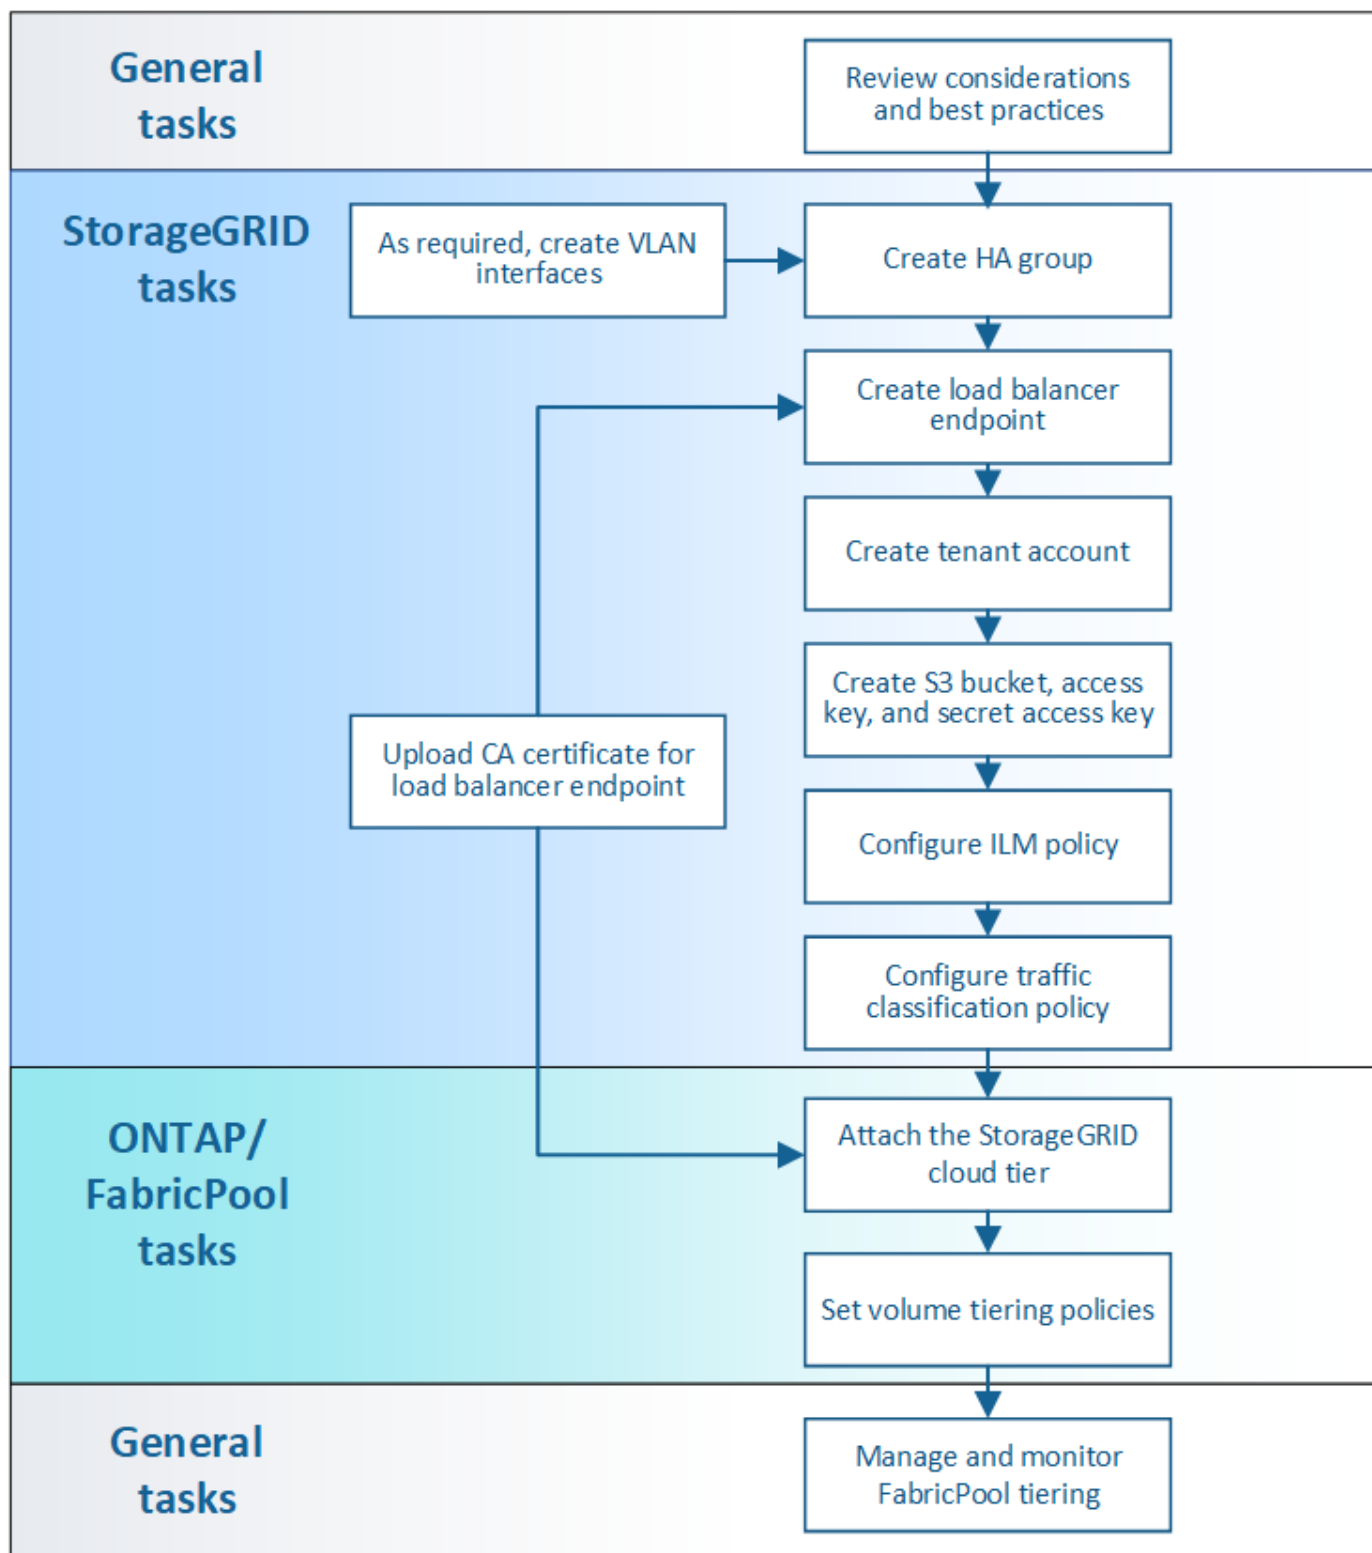 General
tasks
Review considerations
and best practices
StorageGRID
tasks
As required, create VLAN
interfaces
Create HA group
Create load balancer
endpoint
Create tenant account
Create S3 bucket, access
key, and secret access key
Upload CA certificate for
load balancer endpoint
Configure ILM policy
Configure traffic
classification policy
ONTAP/
FabricPool
tasks
Attach the StorageGRID
cloud tier
Set volume tiering policies
General
tasks
Manage and monitor
FabricPool tiering